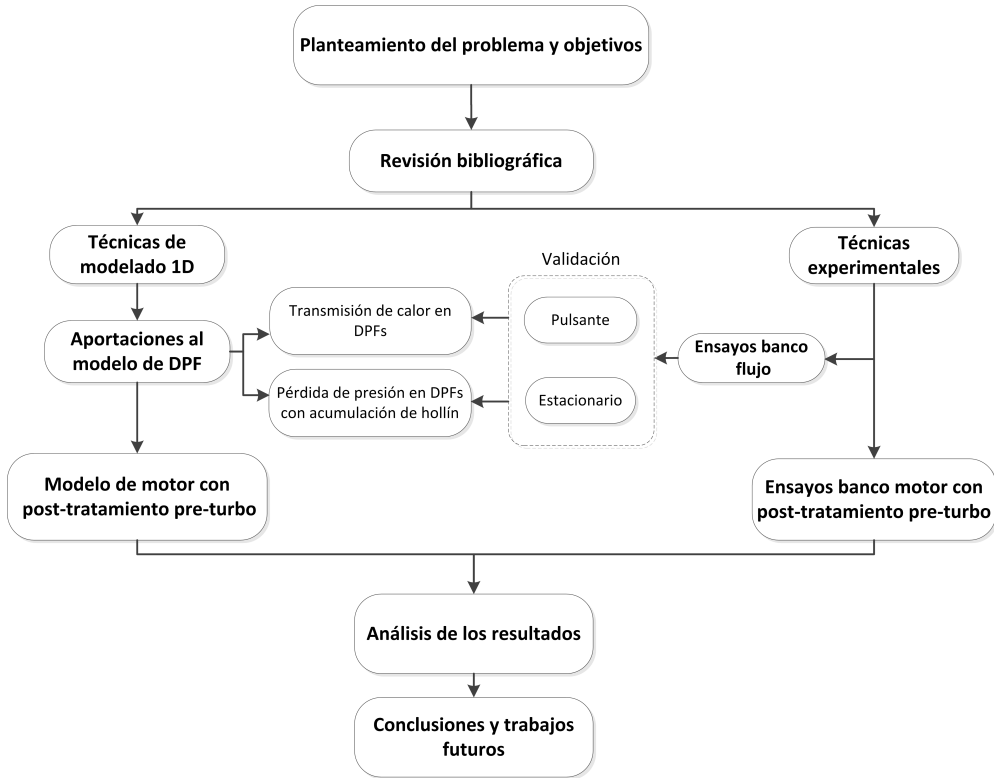 Planteamiento del problema y objetivos
Revisión bibliográfica
Técnicas de
modelado 1D
Técnicas
experimentales
Validación
Aportaciones al
modelo de DPF
Transmisión de calor en
DPFs
Pérdida de presión en DPFs
con acumulación de hollín
Pulsante
Estacionario
Ensayos banco
flujo
Modelo de motor con
post-tratamiento pre-turbo
Ensayos banco motor con
post-tratamiento pre-turbo
Análisis de los resultados
Conclusiones y trabajos
futuros